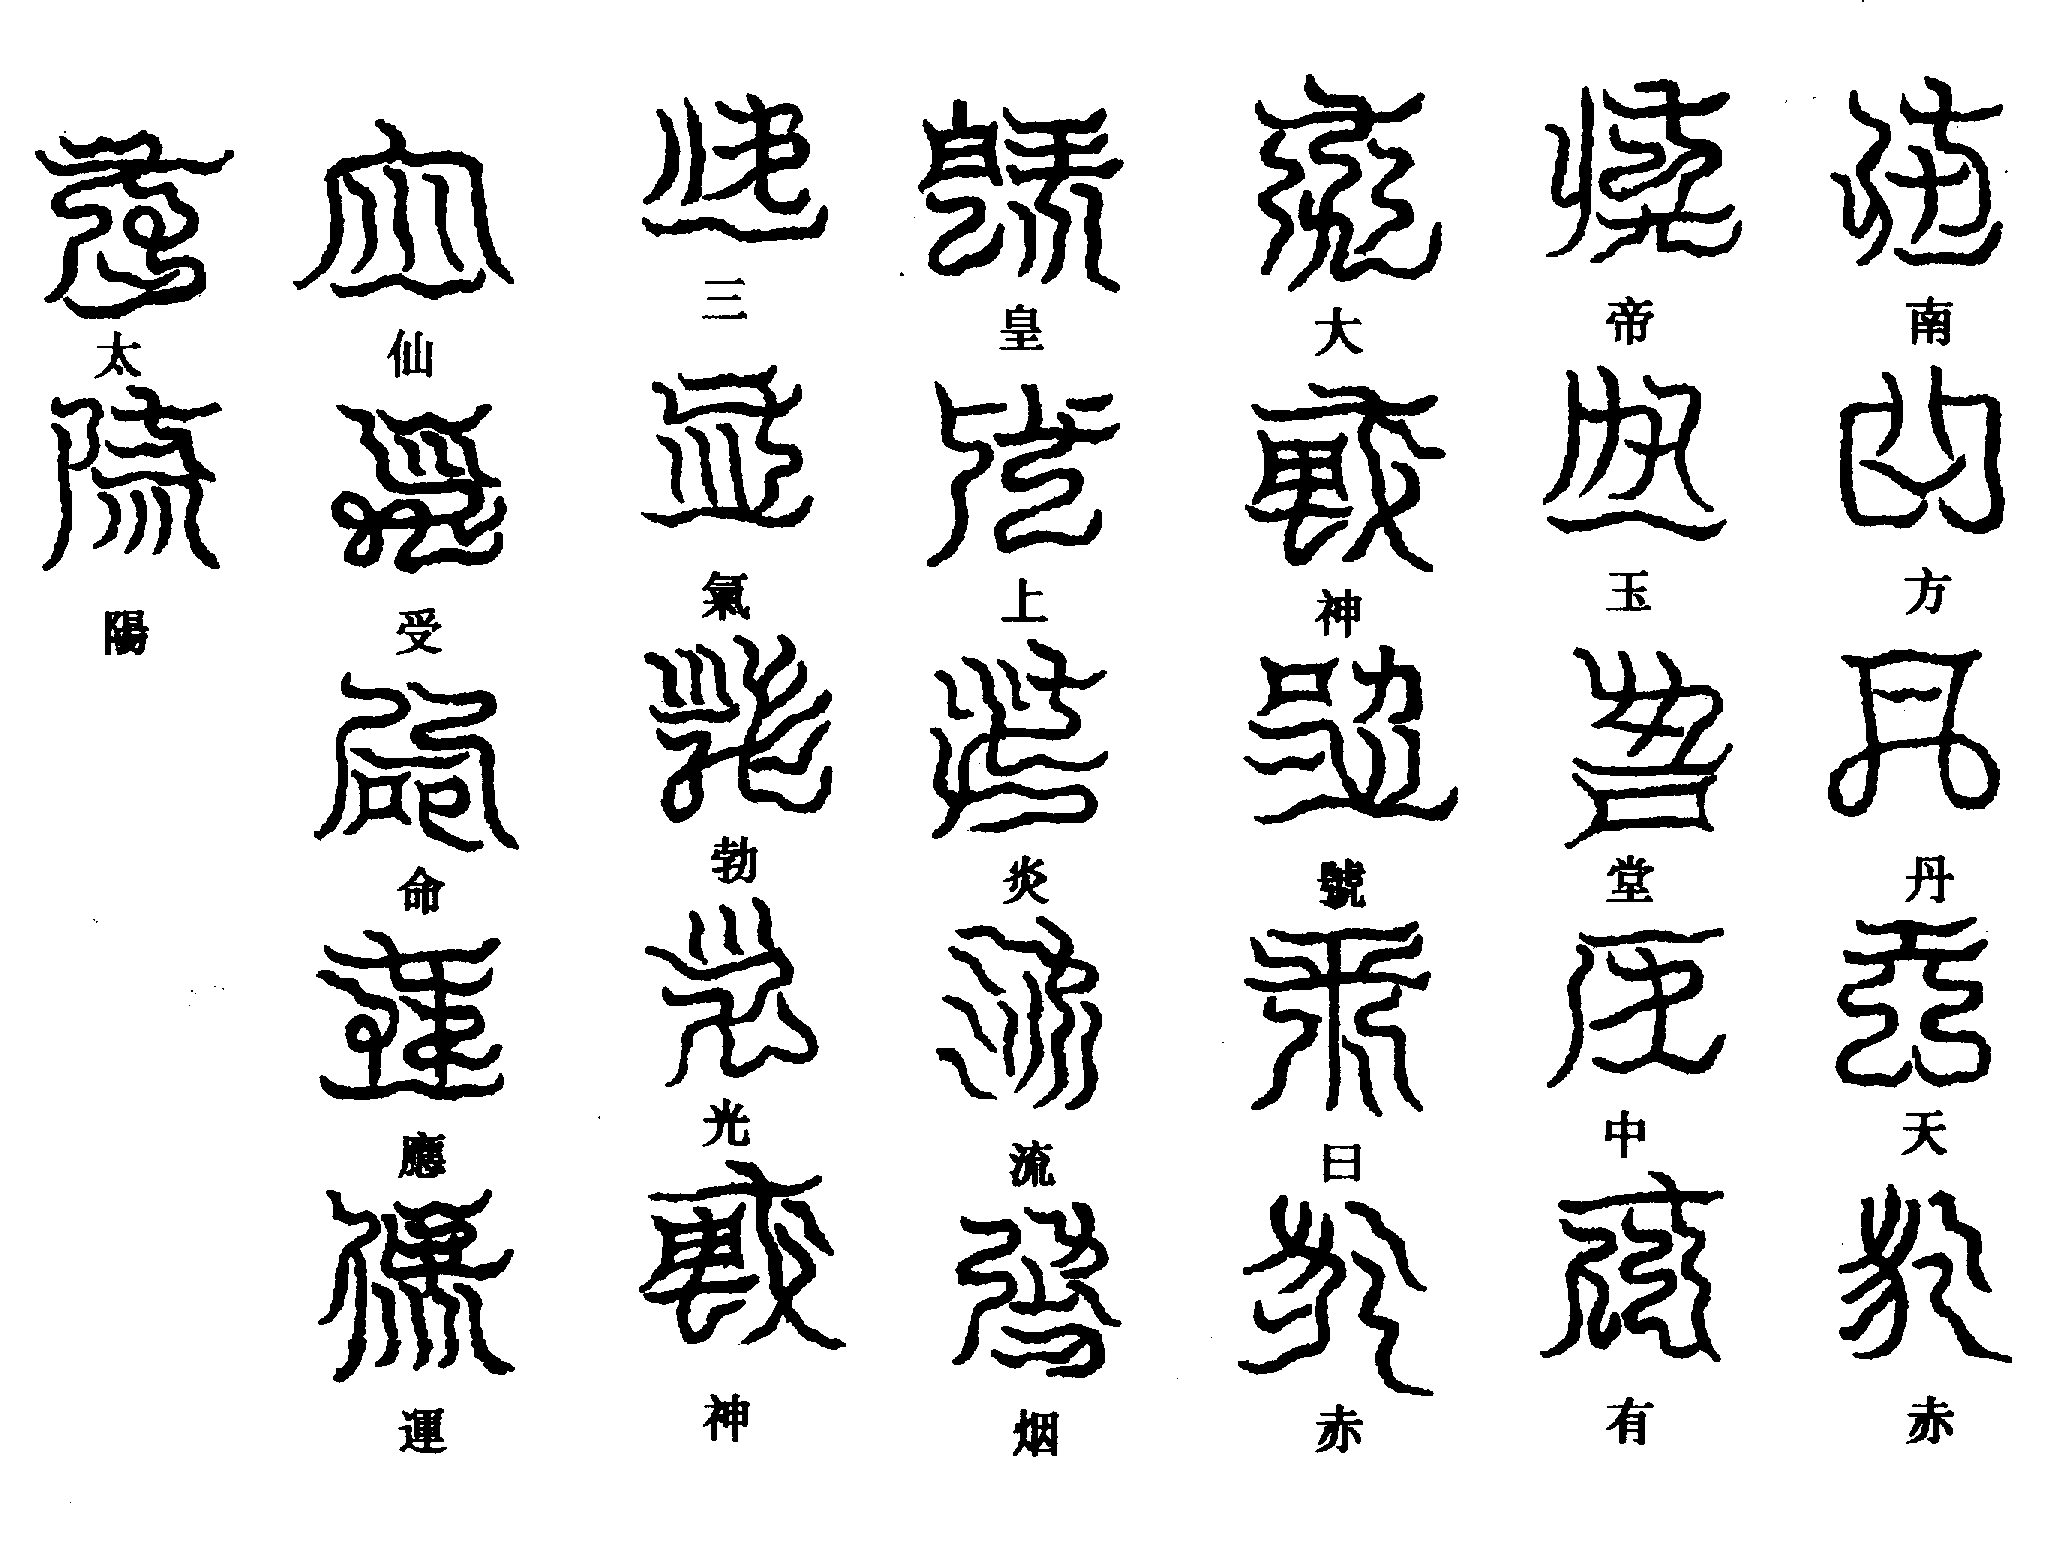 南方丹天赤
帝玉堂中有
大神號曰赤
皇上炎流烟
三氣勃光神
仙受命應運
太陽